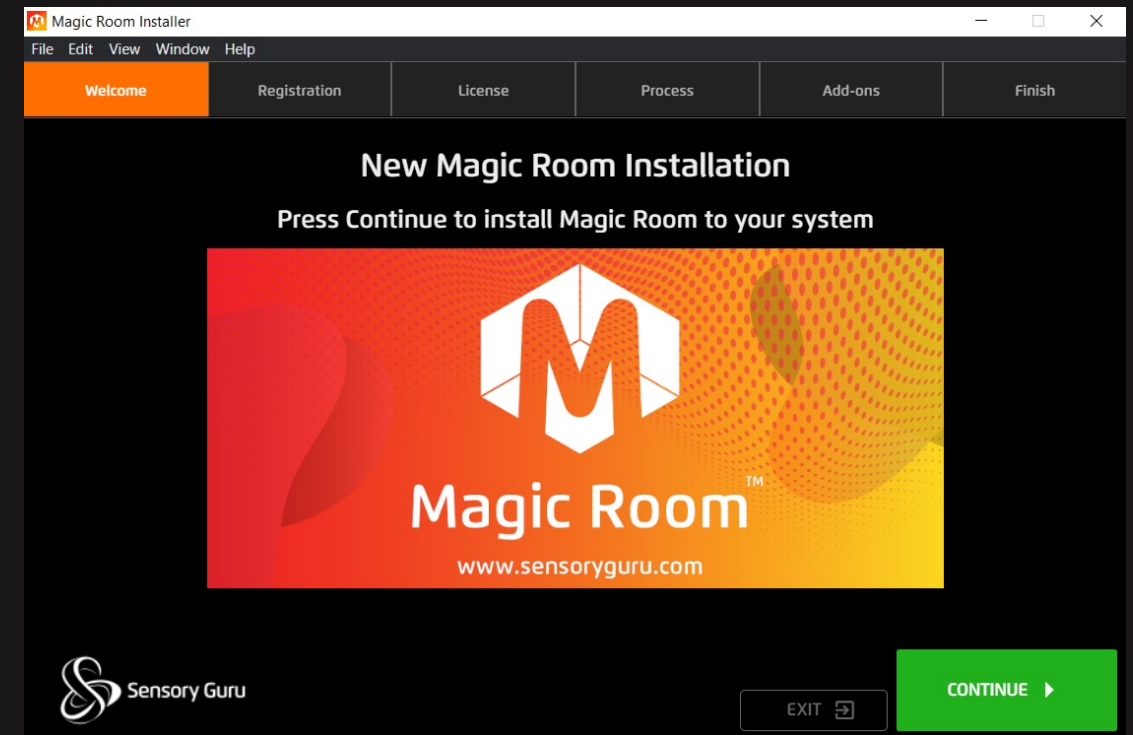 Magic Room Installer
File Edit View Window Help
Welcome Registration License Process Add-ons Finish
New Magic Room Installation
Press Continue to install Magic Room to your system
Magic Room™
www.sensoryguru.com
Sensory Guru
EXIT
CONTINUE